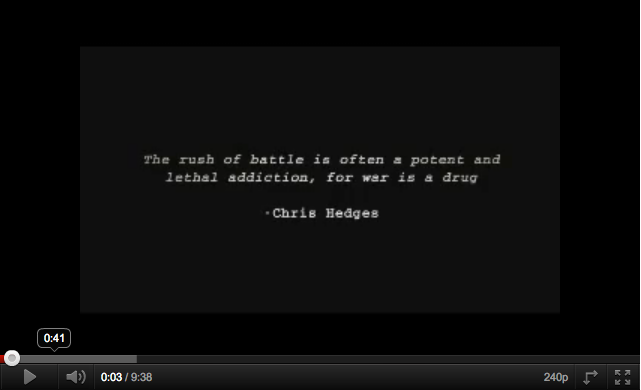 The rush of battle is often a potent and
lethal addiction, for war is a drug
-Chris Hedges
0:41
0:03 / 9:38
240p